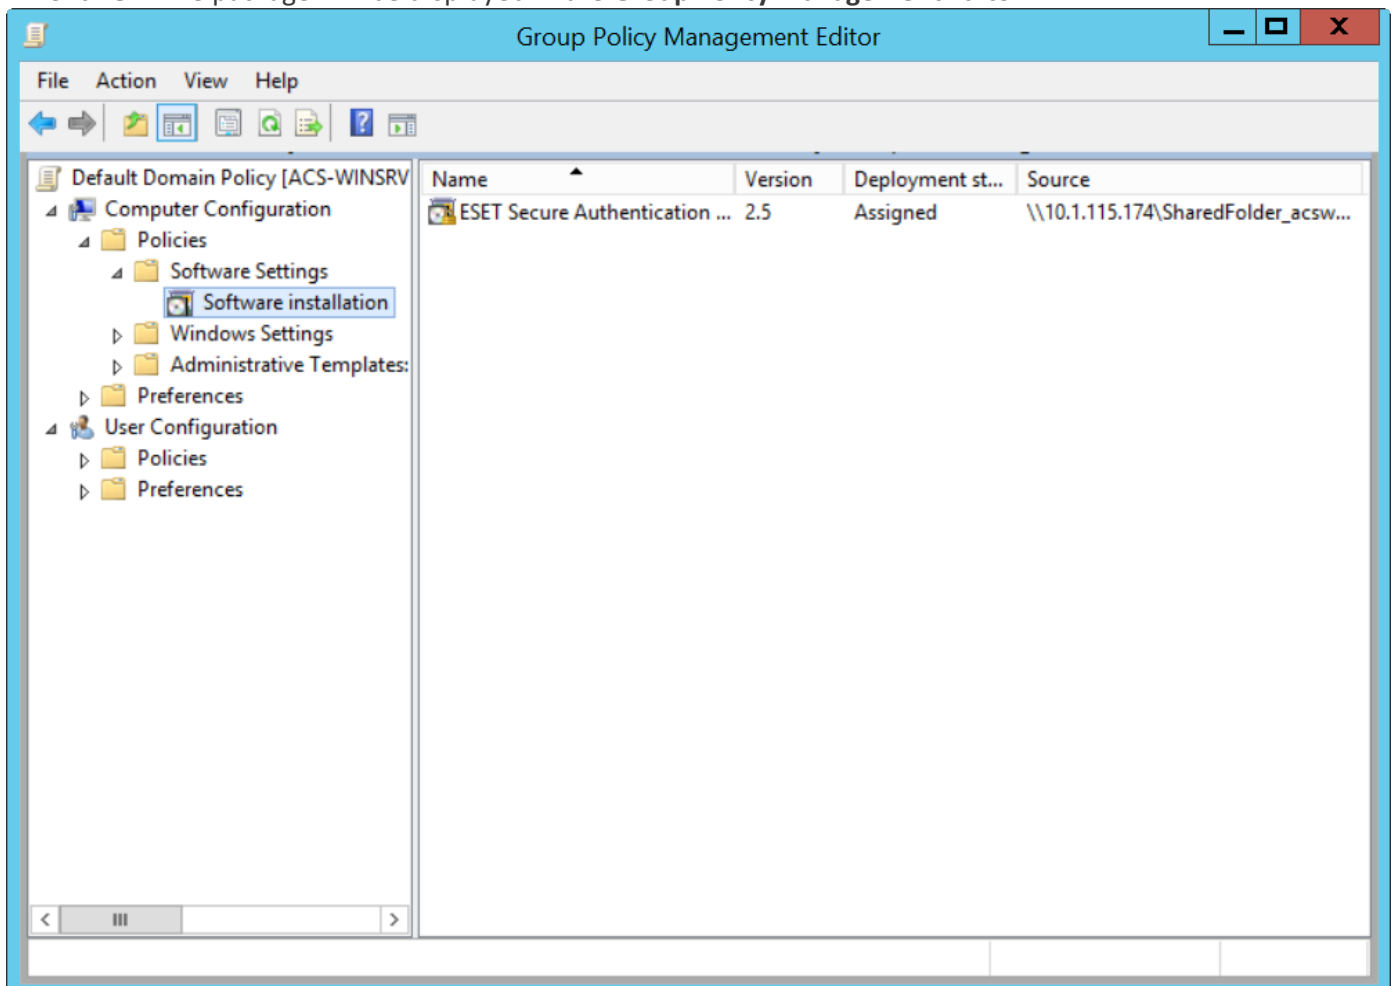 Group Policy Management Editor
File Action View Help
Default Domain Policy [ACS-WINSRV
Name Version Deployment st... Source
Computer Configuration
ESET Secure Authentication ... 2.5 Assigned \\10.1.115.174\SharedFolder_acsw...
Policies
Software Settings
Software installation
Windows Settings
Administrative Templates:
Preferences
User Configuration
Policies
Preferences